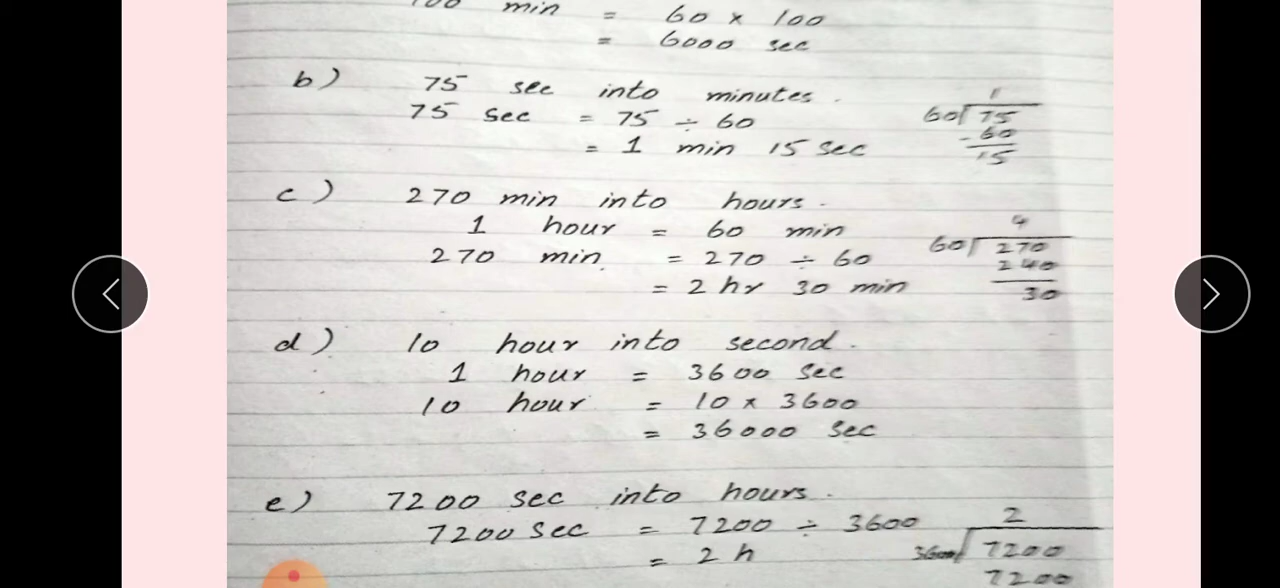 100 min = 60 x 100
= 6000 sec
b) 75 sec into minutes.
75 sec = 75 ÷ 60
= 1 min 15 sec
1
60 75
- 60
15
c) 270 min into hours.
1 hour = 60 min
270 min = 270 ÷ 60
= 2 hr 30 min
4
60 270
240
30
d) 10 hour into second.
1 hour = 3600 sec
10 hour = 10 x 3600
= 36000 sec
e) 7200 sec into hours.
7200 sec = 7200 ÷ 3600
= 2 h
2
3600 7200
7200